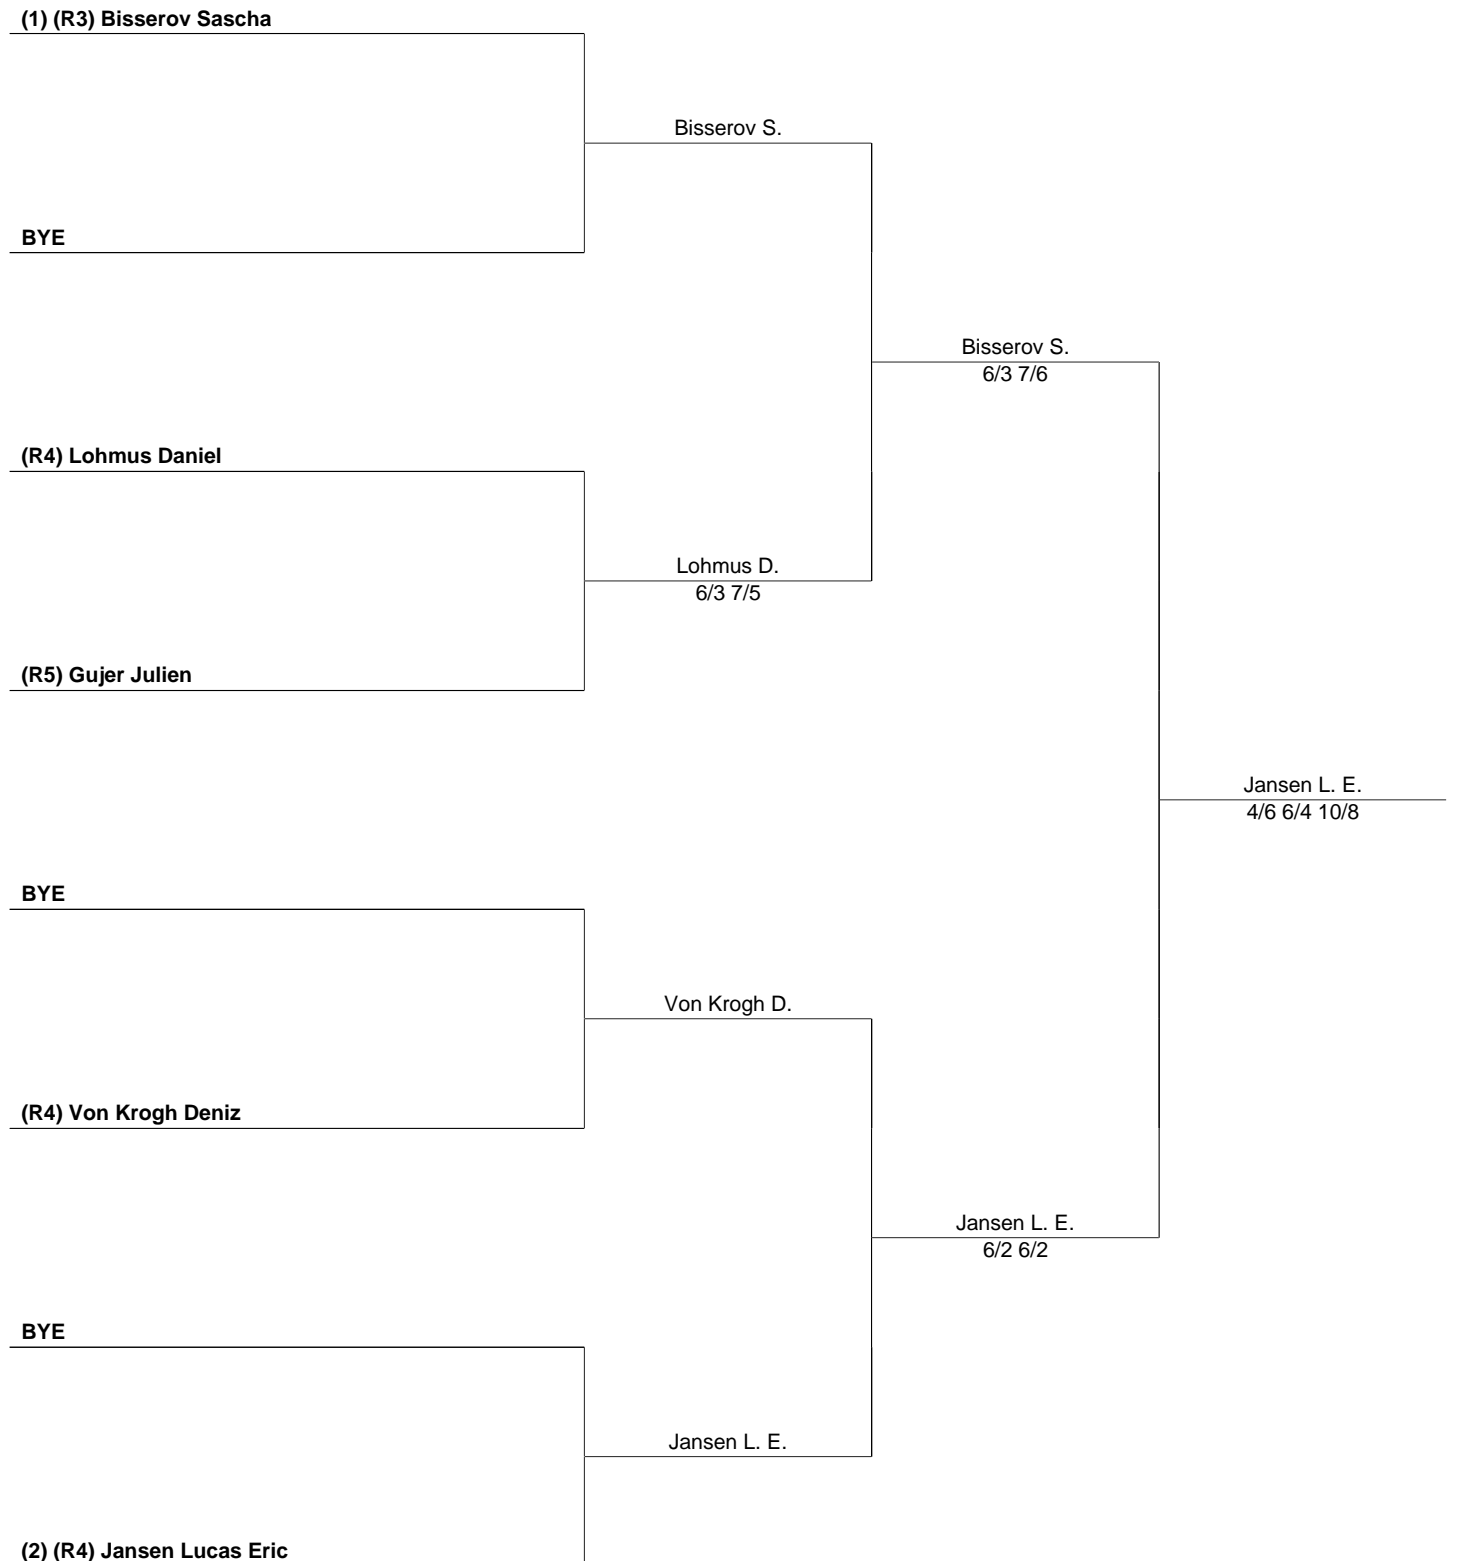 (1) (R3) Bisserov Sascha
Bisserov S.
BYE
Bisserov S.
6/3 7/6
(R4) Lohmus Daniel
Lohmus D.
6/3 7/5
(R5) Gujer Julien
Jansen L. E.
4/6 6/4 10/8
BYE
Von Krogh D.
(R4) Von Krogh Deniz
Jansen L. E.
6/2 6/2
BYE
Jansen L. E.
(2) (R4) Jansen Lucas Eric